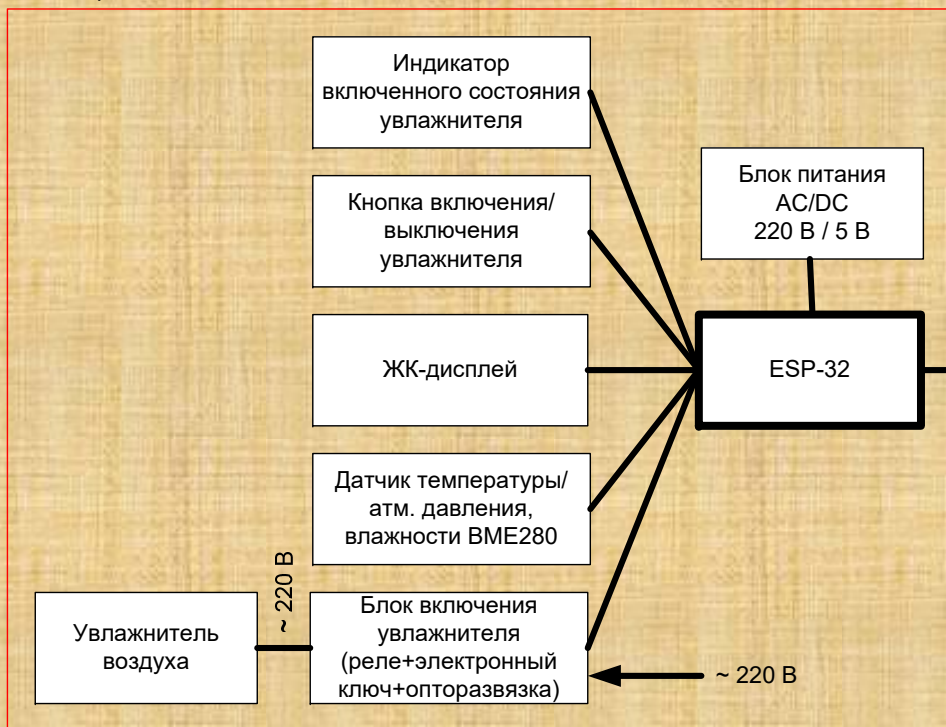 Индикатор
включенного состояния
увлажнителя
Кнопка включения/
выключения
увлажнителя
Блок питания
AC/DC
220 В / 5 В
ЖК-дисплей
ESP-32
Датчик температуры/
атм. давления,
влажности BME280
~ 220 В
Увлажнитель
воздуха
Блок включения
увлажнителя
(реле+электронный
ключ+опторазвязка)
~ 220 В